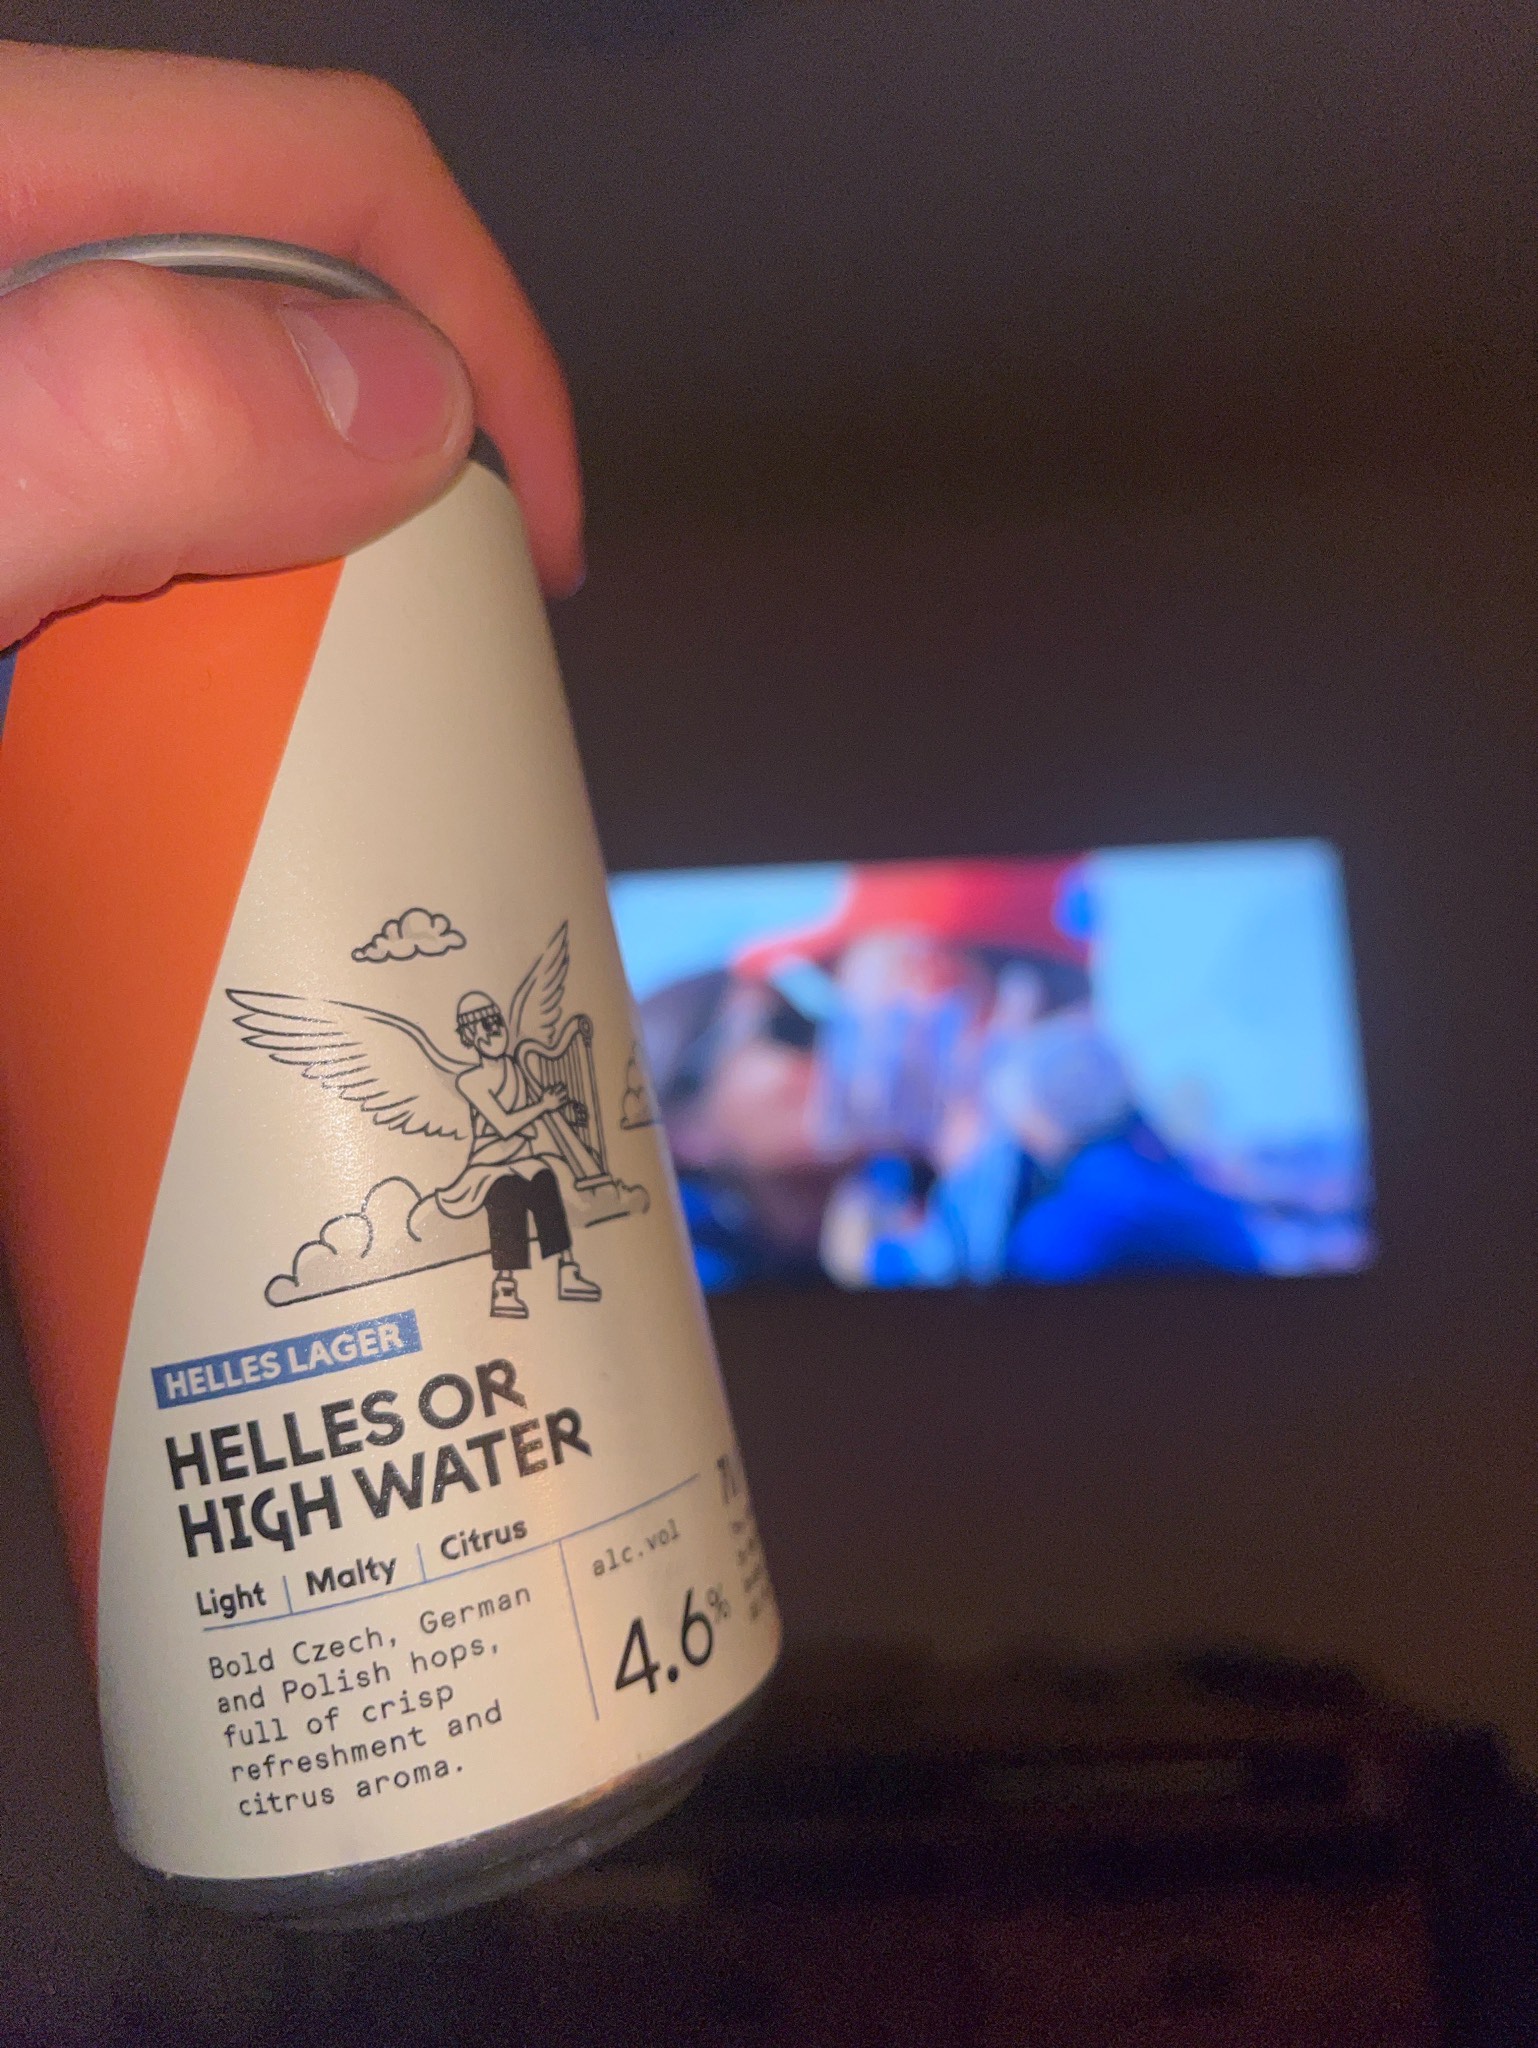 HELLES LAGER
HELLES OR
HIGH WATER
Light | Malty | Citrus
Bold Czech, German
and Polish hops,
full of crisp
refreshment and
citrus aroma.
alc.vol
4.6%